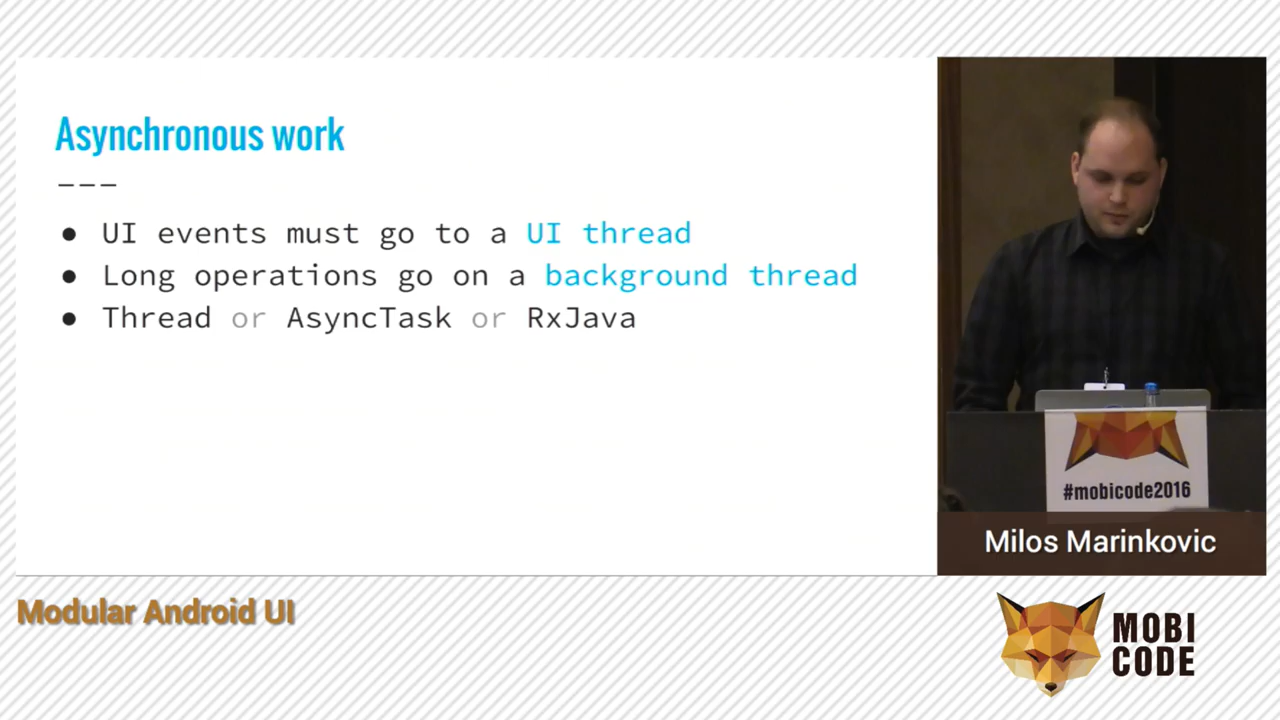 Asynchronous work
---
● UI events must go to a UI thread
● Long operations go on a background thread
● Thread or AsyncTask or RxJava
#mobicode2016
Milos Marinkovic
Modular Android UI
MOBI
CODE